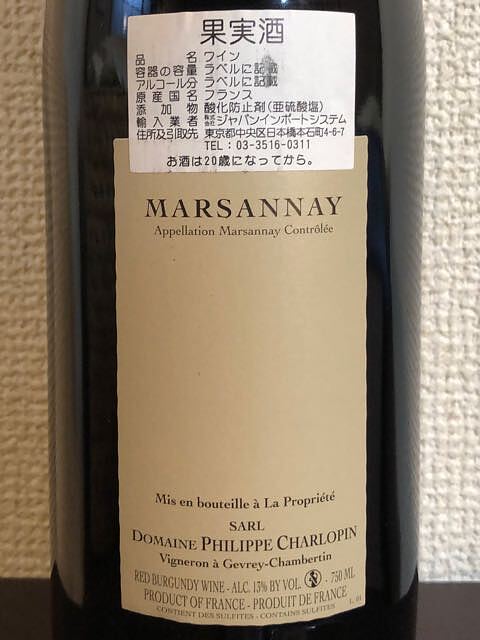 果実酒
品名 ワイン
容器の容量 ラベルに記載
アルコール分 ラベルに記載
原産国名 フランス
添加物 酸化防止剤(亜硫酸塩)
輸入業者 株式会社ジャパンインポートシステム
住所及引取先 東京都中央区日本橋本石町4-6-7
TEL:03-3516-0311
お酒は20歳になってから。
MARSANNAY
Appellation Marsannay Contrôlée
Mis en bouteille à La Propriété
SARL
DOMAINE PHILIPPE CHARLOPIN
Vigneron à Gevrey-Chambertin
RED BURGUNDY WINE - ALC. 13% BY VOL. - 750 ML
PRODUCT OF FRANCE - PRODUIT DE FRANCE
CONTIENT DES SULFITES - CONTAINS SULFITES L. 01